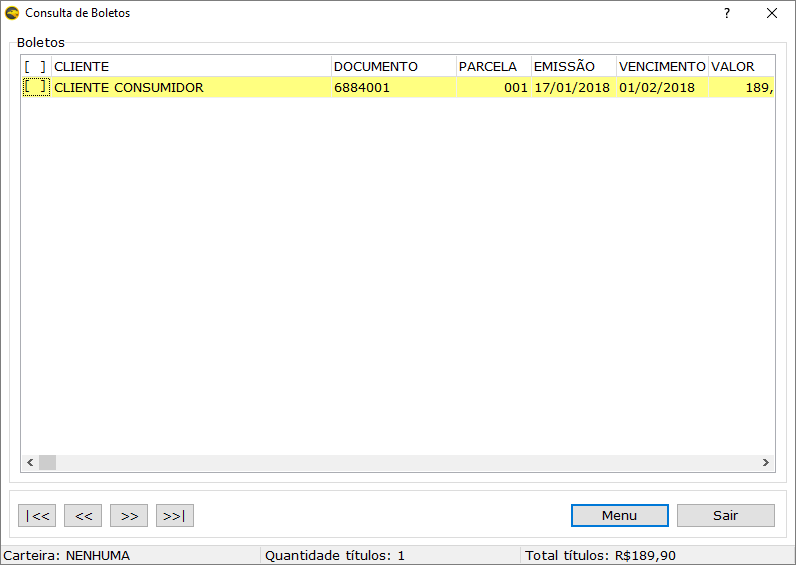 Consulta de Boletos ?
Boletos
[ ] CLIENTE DOCUMENTO PARCELA EMISSÃO VENCIMENTO VALOR
[ ] CLIENTE CONSUMIDOR 6884001 001 17/01/2018 01/02/2018 189,
|<< << >> >>| Menu Sair
Carteira: NENHUMA Quantidade títulos: 1 Total títulos: R$189,90